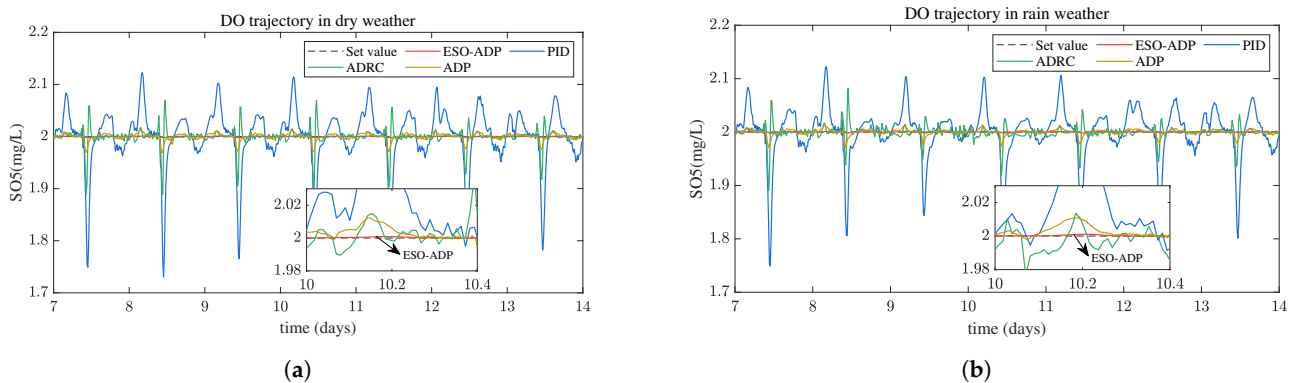 DO trajectory in dry weather
Set value ESO-ADP PID
ADRC ADP
SO5(mg/L)
2.2
2.1
2
1.9
1.8
1.7
2.02
2
1.98
ESO-ADP
10 10.2 10.4
7 8 9 10 11 12 13 14
time (days)
(a)
DO trajectory in rain weather
Set value ESO-ADP PID
ADRC ADP
SO5(mg/L)
2.2
2.1
2
1.9
1.8
1.7
2.02
2
1.98
ESO-ADP
10 10.2 10.4
7 8 9 10 11 12 13 14
time (days)
(b)